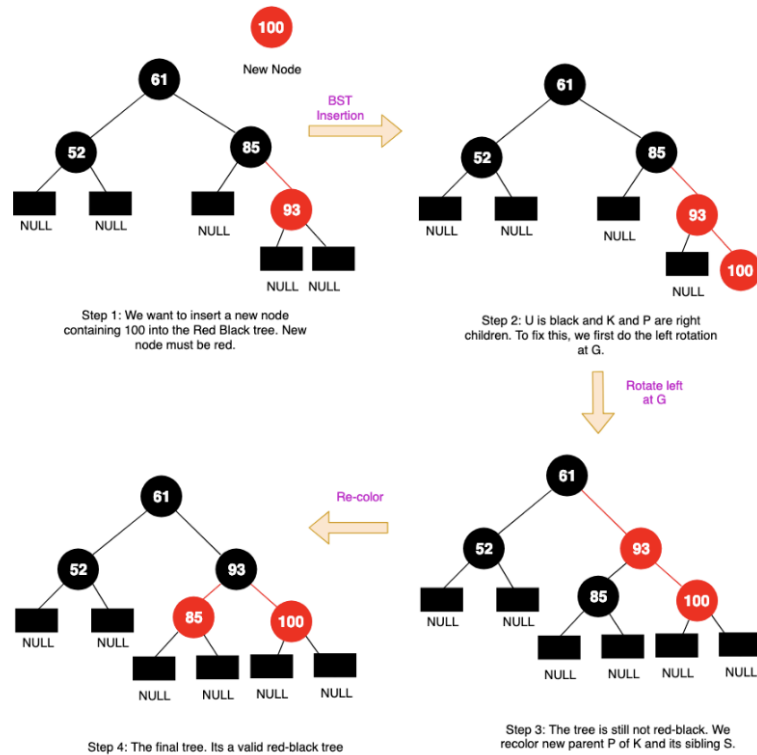 100
New Node
61
52
85
93
NULL
NULL
NULL
NULL
NULL
Step 1: We want to insert a new node
containing 100 into the Red Black tree. New
node must be red.
BST
Insertion
61
52
85
93
100
NULL
NULL
NULL
NULL
Step 2: U is black and K and P are right
children. To fix this, we first do the left rotation
at G.
Rotate left
at G
61
52
93
85
100
NULL
NULL
NULL
NULL
NULL
NULL
Step 3: The tree is still not red-black. We
recolor new parent P of K and its sibling S.
Re-color
61
52
93
85
100
NULL
NULL
NULL
NULL
NULL
NULL
Step 4: The final tree. Its a valid red-black tree